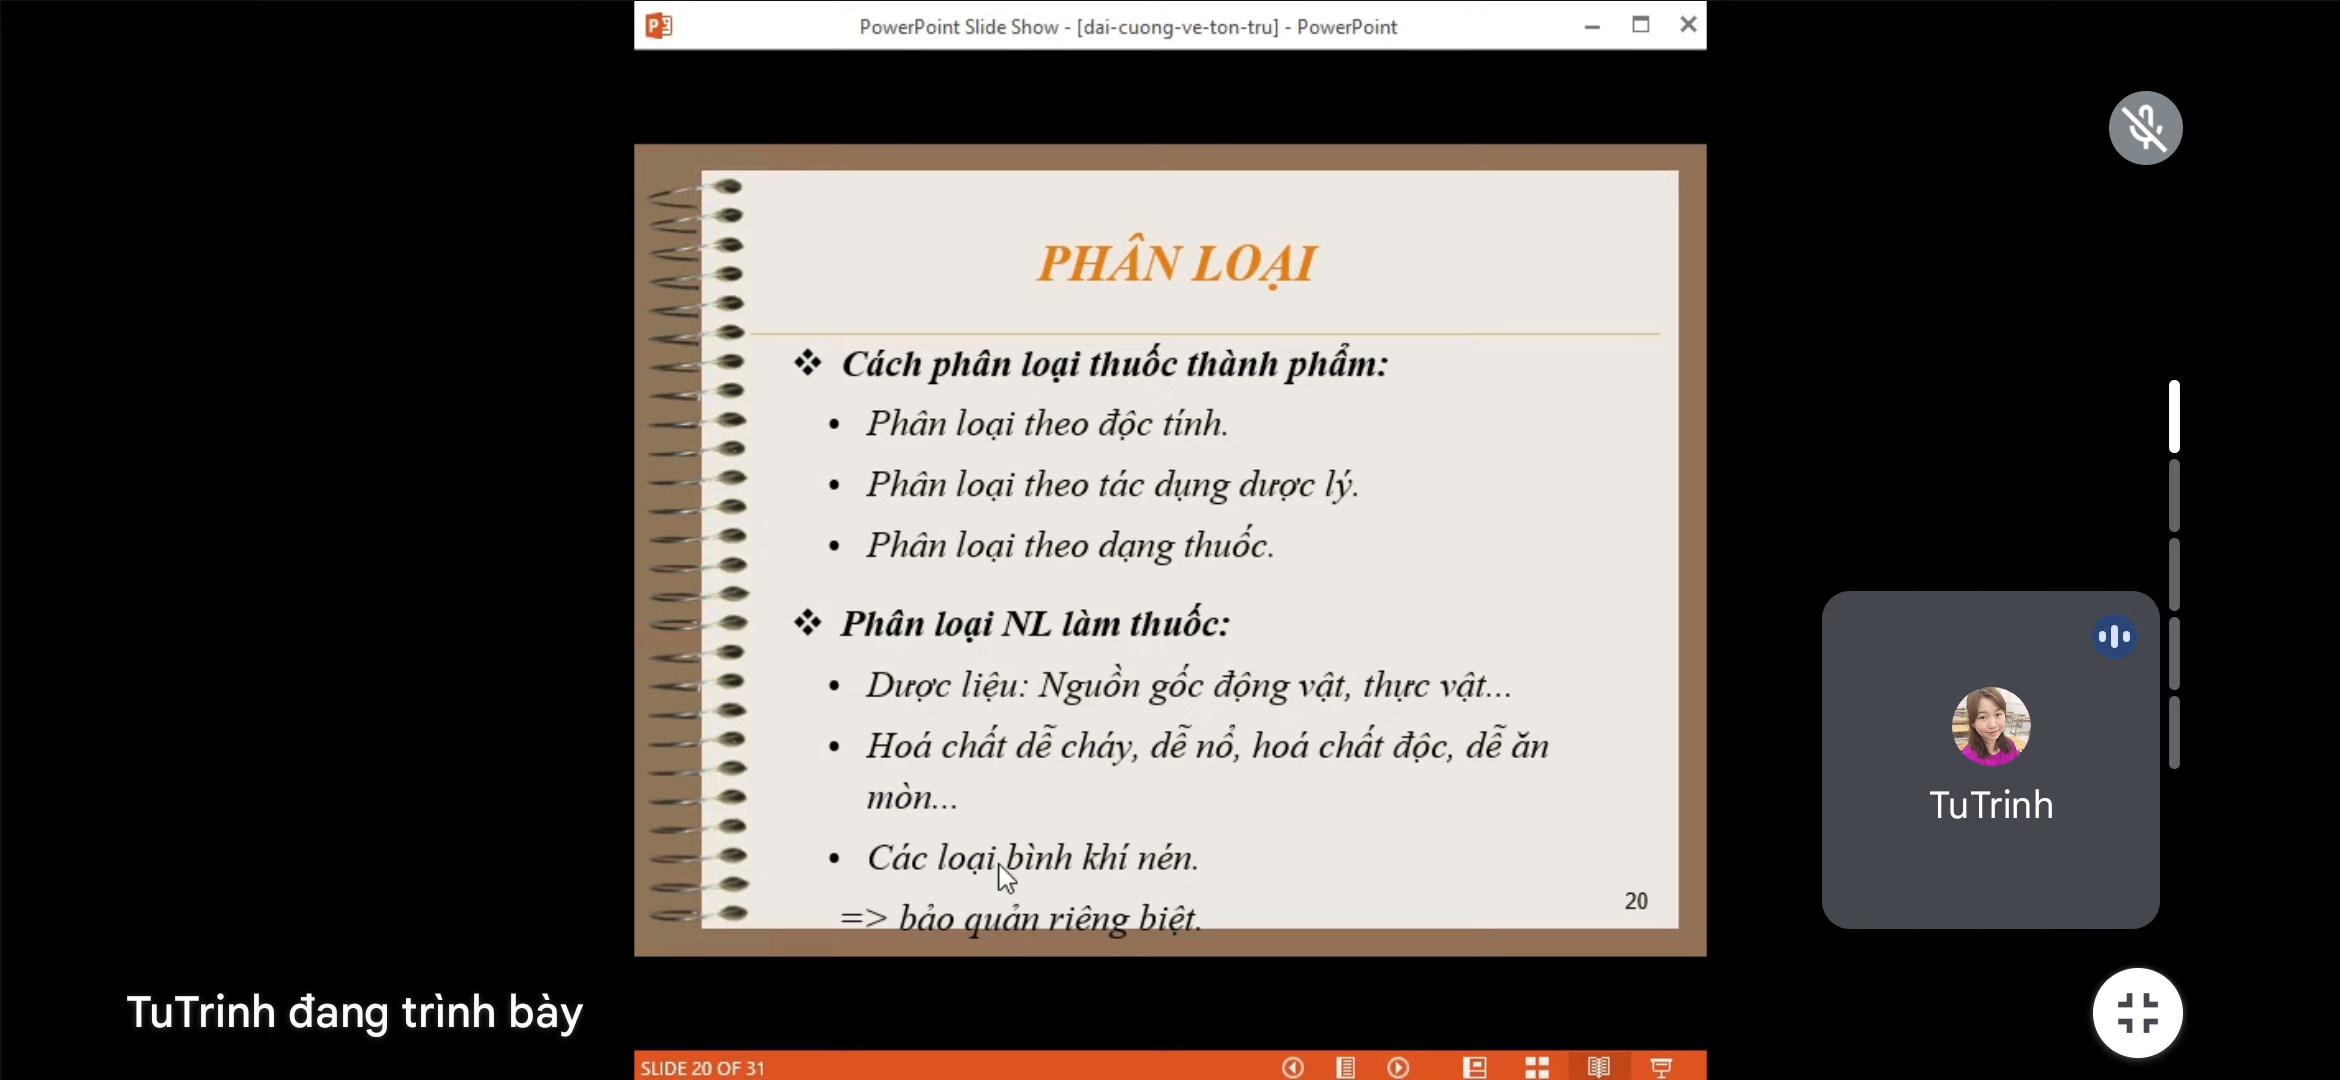 PowerPoint Slide Show - [dai-cuong-ve-ton-tru] - PowerPoint
PHÂN LOẠI
❖ Cách phân loại thuốc thành phẩm:
• Phân loại theo độc tính.
• Phân loại theo tác dụng dược lý.
• Phân loại theo dạng thuốc.
❖ Phân loại NL làm thuốc:
• Dược liệu: Nguồn gốc động vật, thực vật...
• Hoá chất dễ cháy, dễ nổ, hoá chất độc, dễ ăn
mòn...
• Các loại bình khí nén.
=> bảo quản riêng biệt.
20
TuTrinh
TuTrinh đang trình bày
SLIDE 20 OF 31